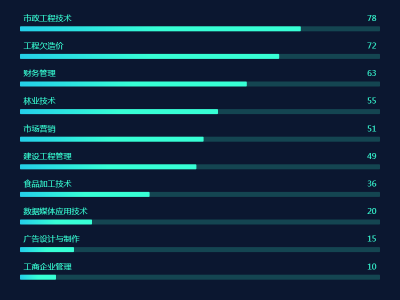 市政工程技术 78
工程欠造价 72
财务管理 63
林业技术 55
市场营销 51
建设工程管理 49
食品加工技术 36
数据媒体应用技术 20
广告设计与制作 15
工商企业管理 10